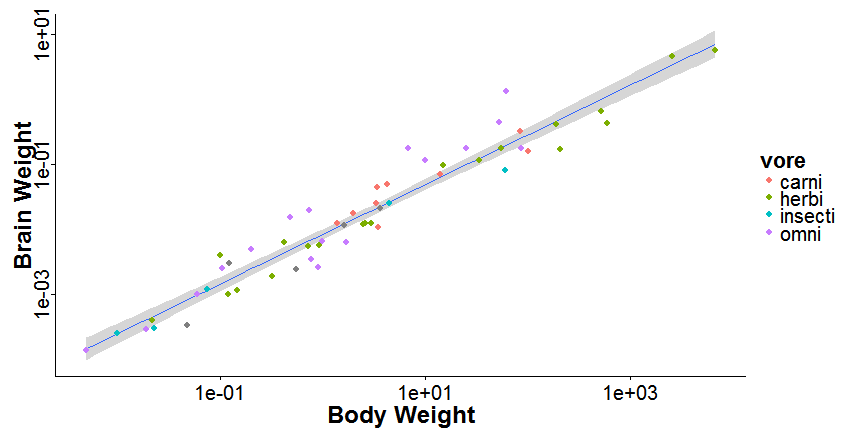 1e+01
1e-01
1e-03
Brain Weight
1e-01
1e+01
1e+03
Body Weight
vore
carni
herbi
insecti
omni